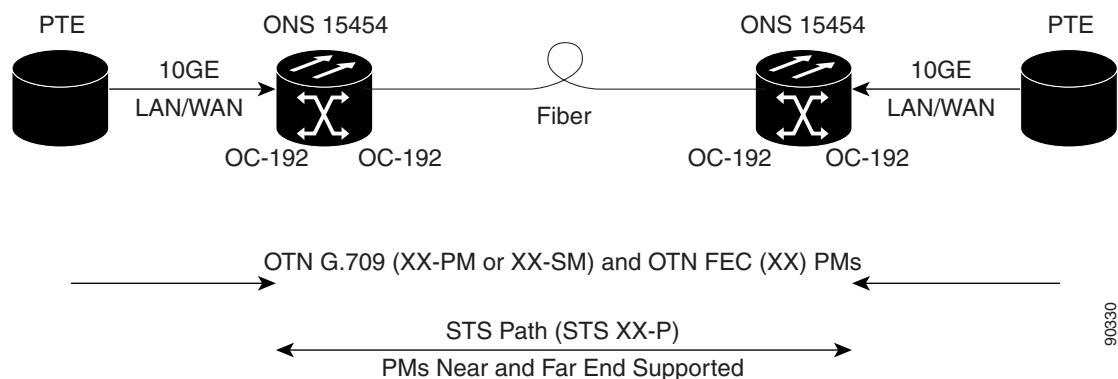 PTE
ONS 15454
ONS 15454
PTE
10GE
LAN/WAN
Fiber
10GE
LAN/WAN
OC-192
OC-192
OC-192
OC-192
OTN G.709 (XX-PM or XX-SM) and OTN FEC (XX) PMs
STS Path (STS XX-P)
PMs Near and Far End Supported
90330